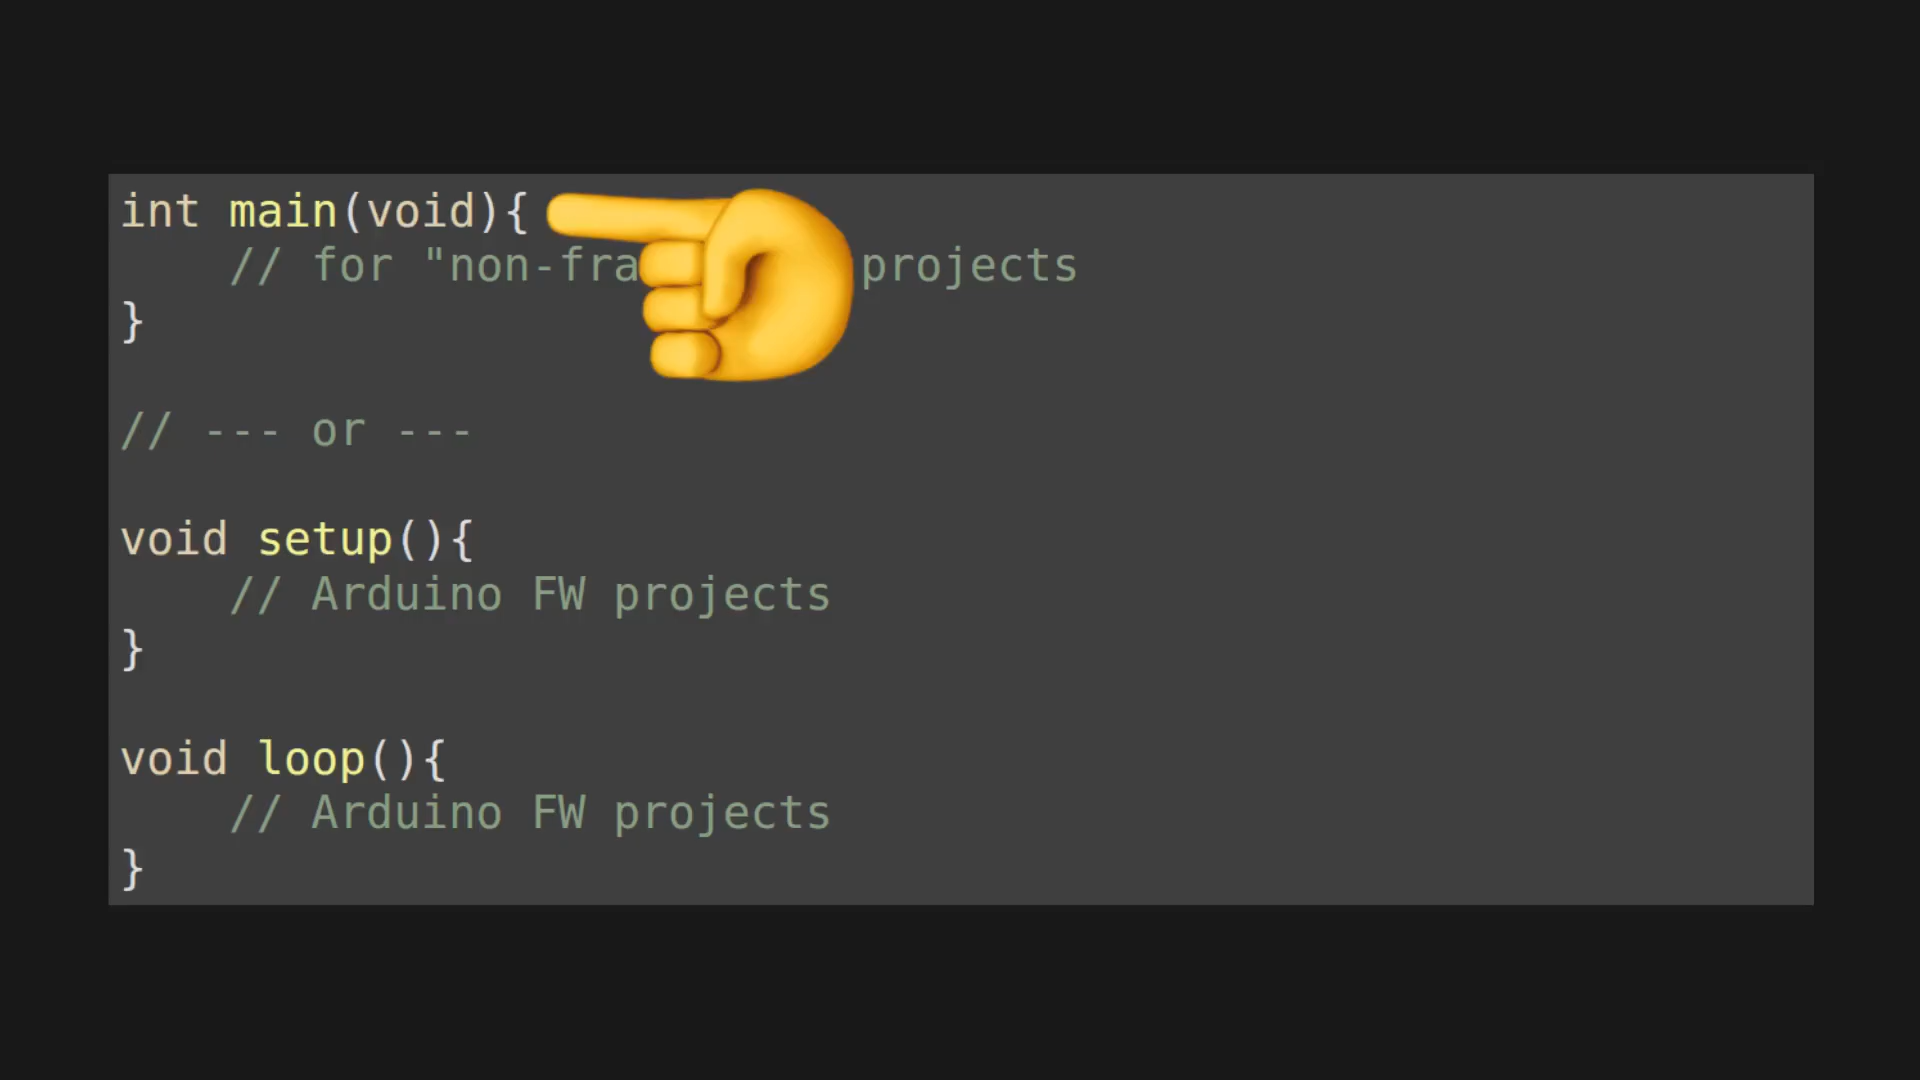 int main(void){
// for "non-fra projects
}
// --- or ---
void setup(){
// Arduino FW projects
}
void loop(){
// Arduino FW projects
}